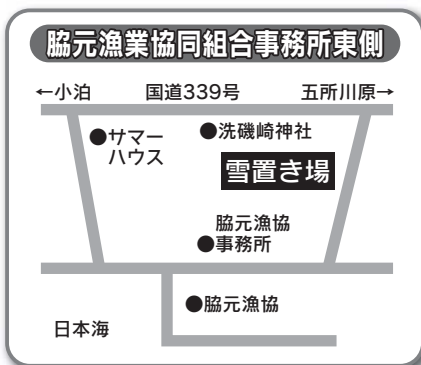 脇元漁業協同組合事務所東側
←小泊　国道339号　五所川原→
●サマー
ハウス
●洗磯崎神社
雪置き場
脇元漁協
●事務所
●脇元漁協
日本海